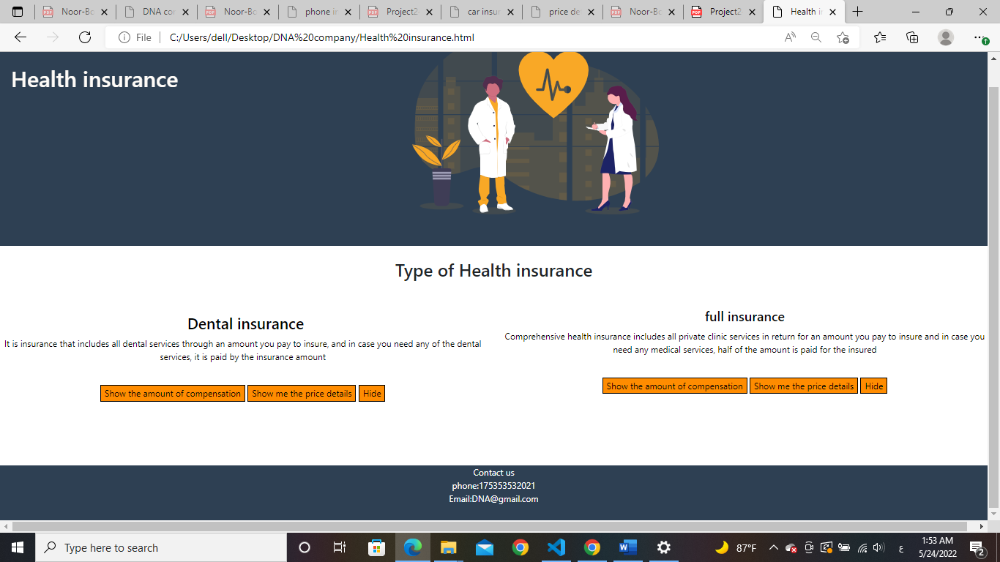 Noor-Bo
DNA cor
Noor-Bo
phone in
Project2
car insur
price de
Noor-Bo
Project2
Health in
File
C:/Users/dell/Desktop/DNA%20company/Health%20insurance.html
Health insurance
Type of Health insurance
Dental insurance
It is insurance that includes all dental services through an amount you pay to insure, and in case you need any of the dental
services, it is paid by the insurance amount
Show the amount of compensation Show me the price details Hide
full insurance
Comprehensive health insurance includes all private clinic services in return for an amount you pay to insure and in case you
need any medical services, half of the amount is paid for the insured
Show the amount of compensation Show me the price details Hide
Contact us
phone:175353532021
Email:DNA@gmail.com
Type here to search
87°F
ع
1:53 AM
5/24/2022
2